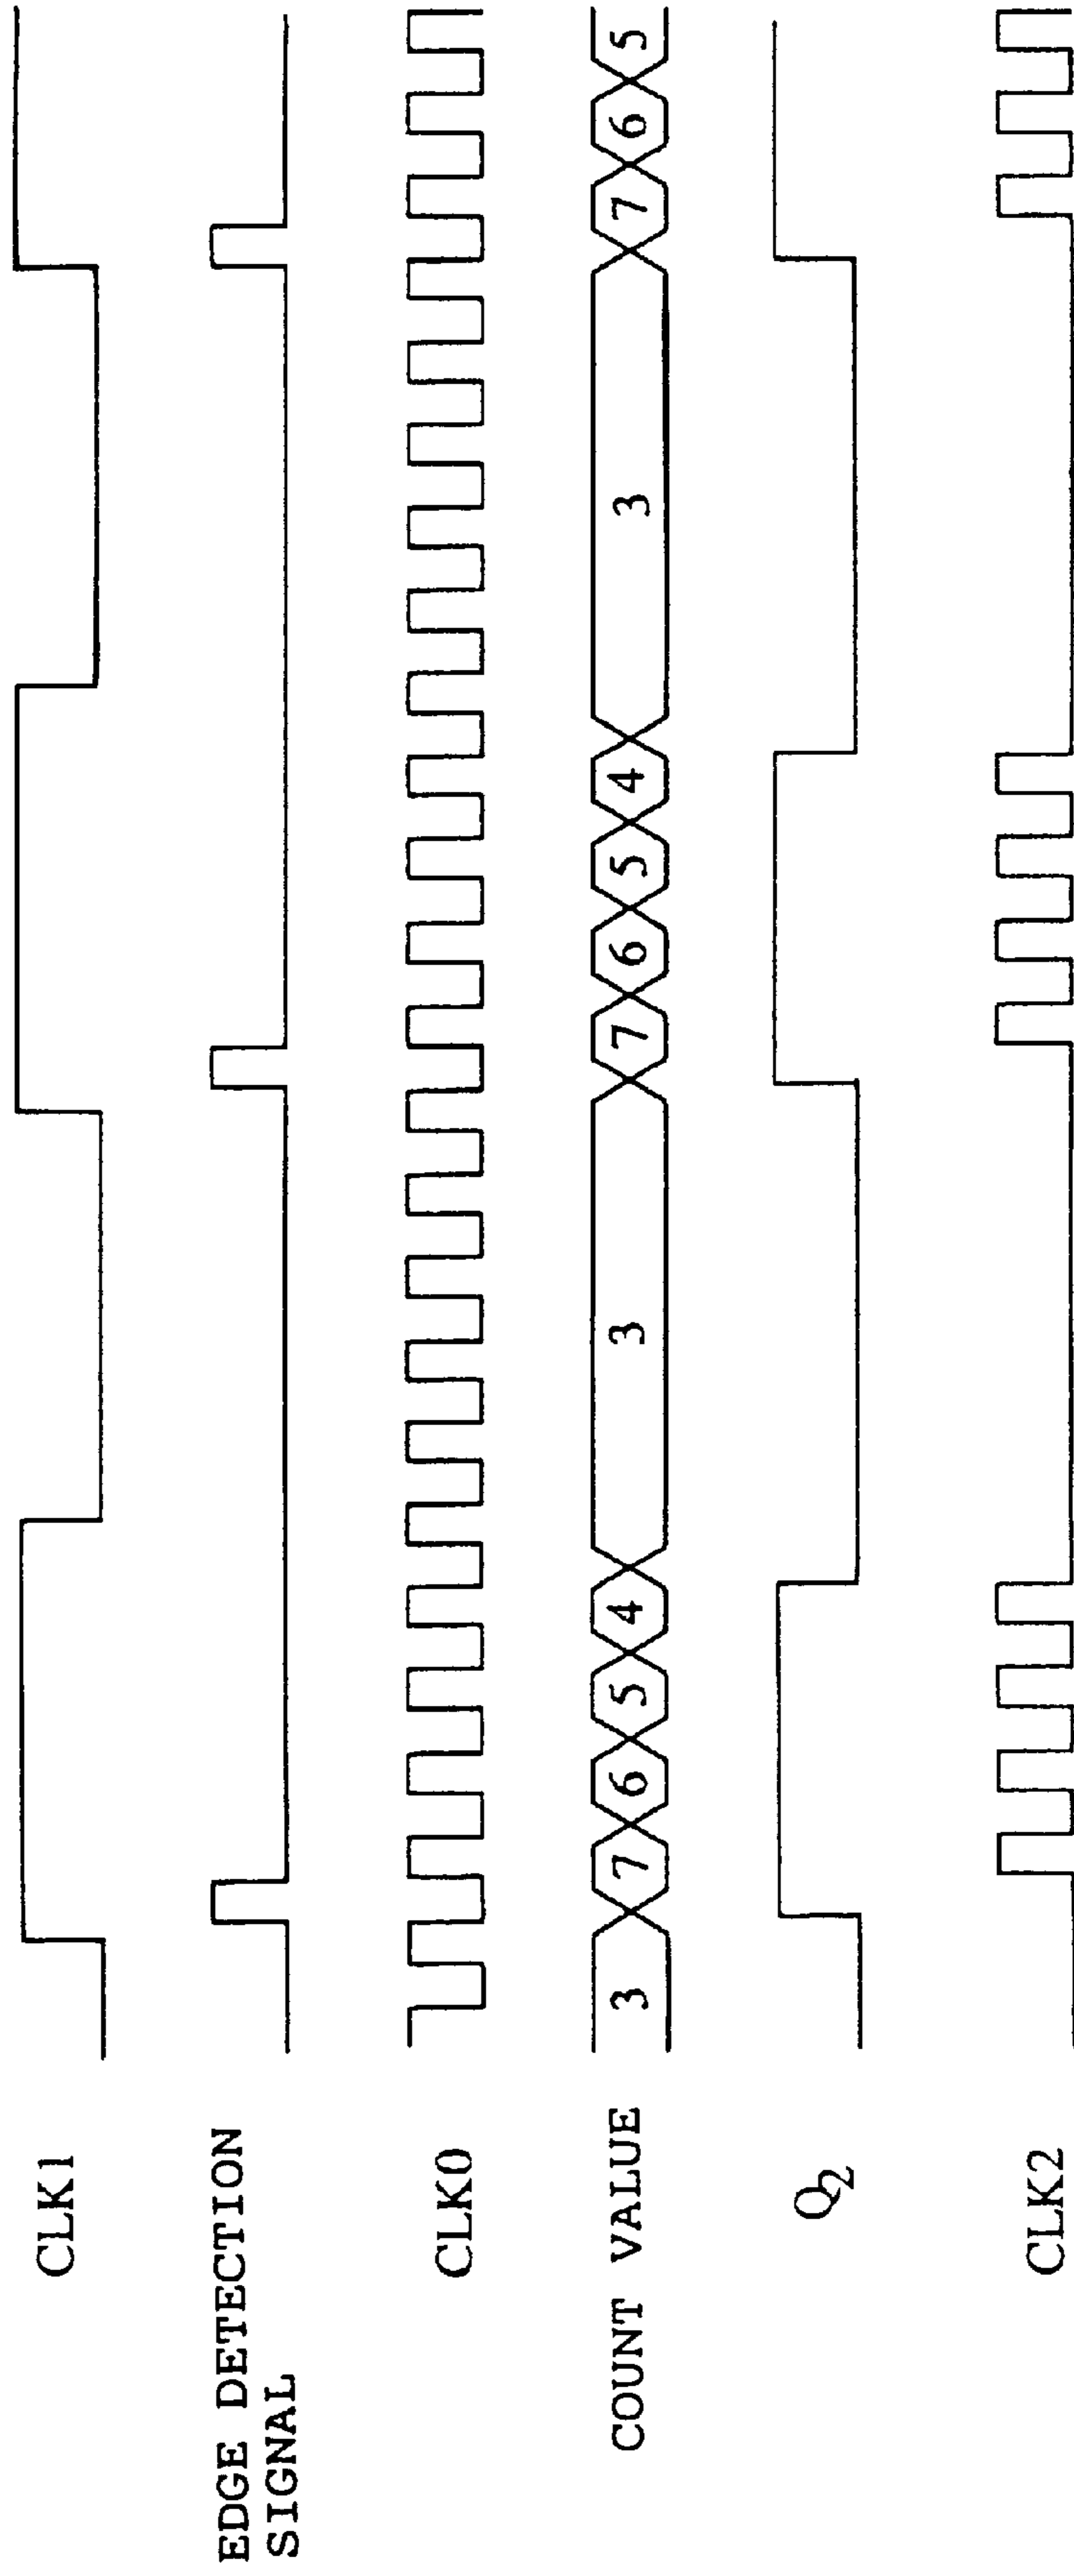 CLK1
EDGE DETECTION
SIGNAL
CLK0
COUNT VALUE 3 7 6 5 4 3 7 6 5 4 3 7 6 5
Q2
CLK2